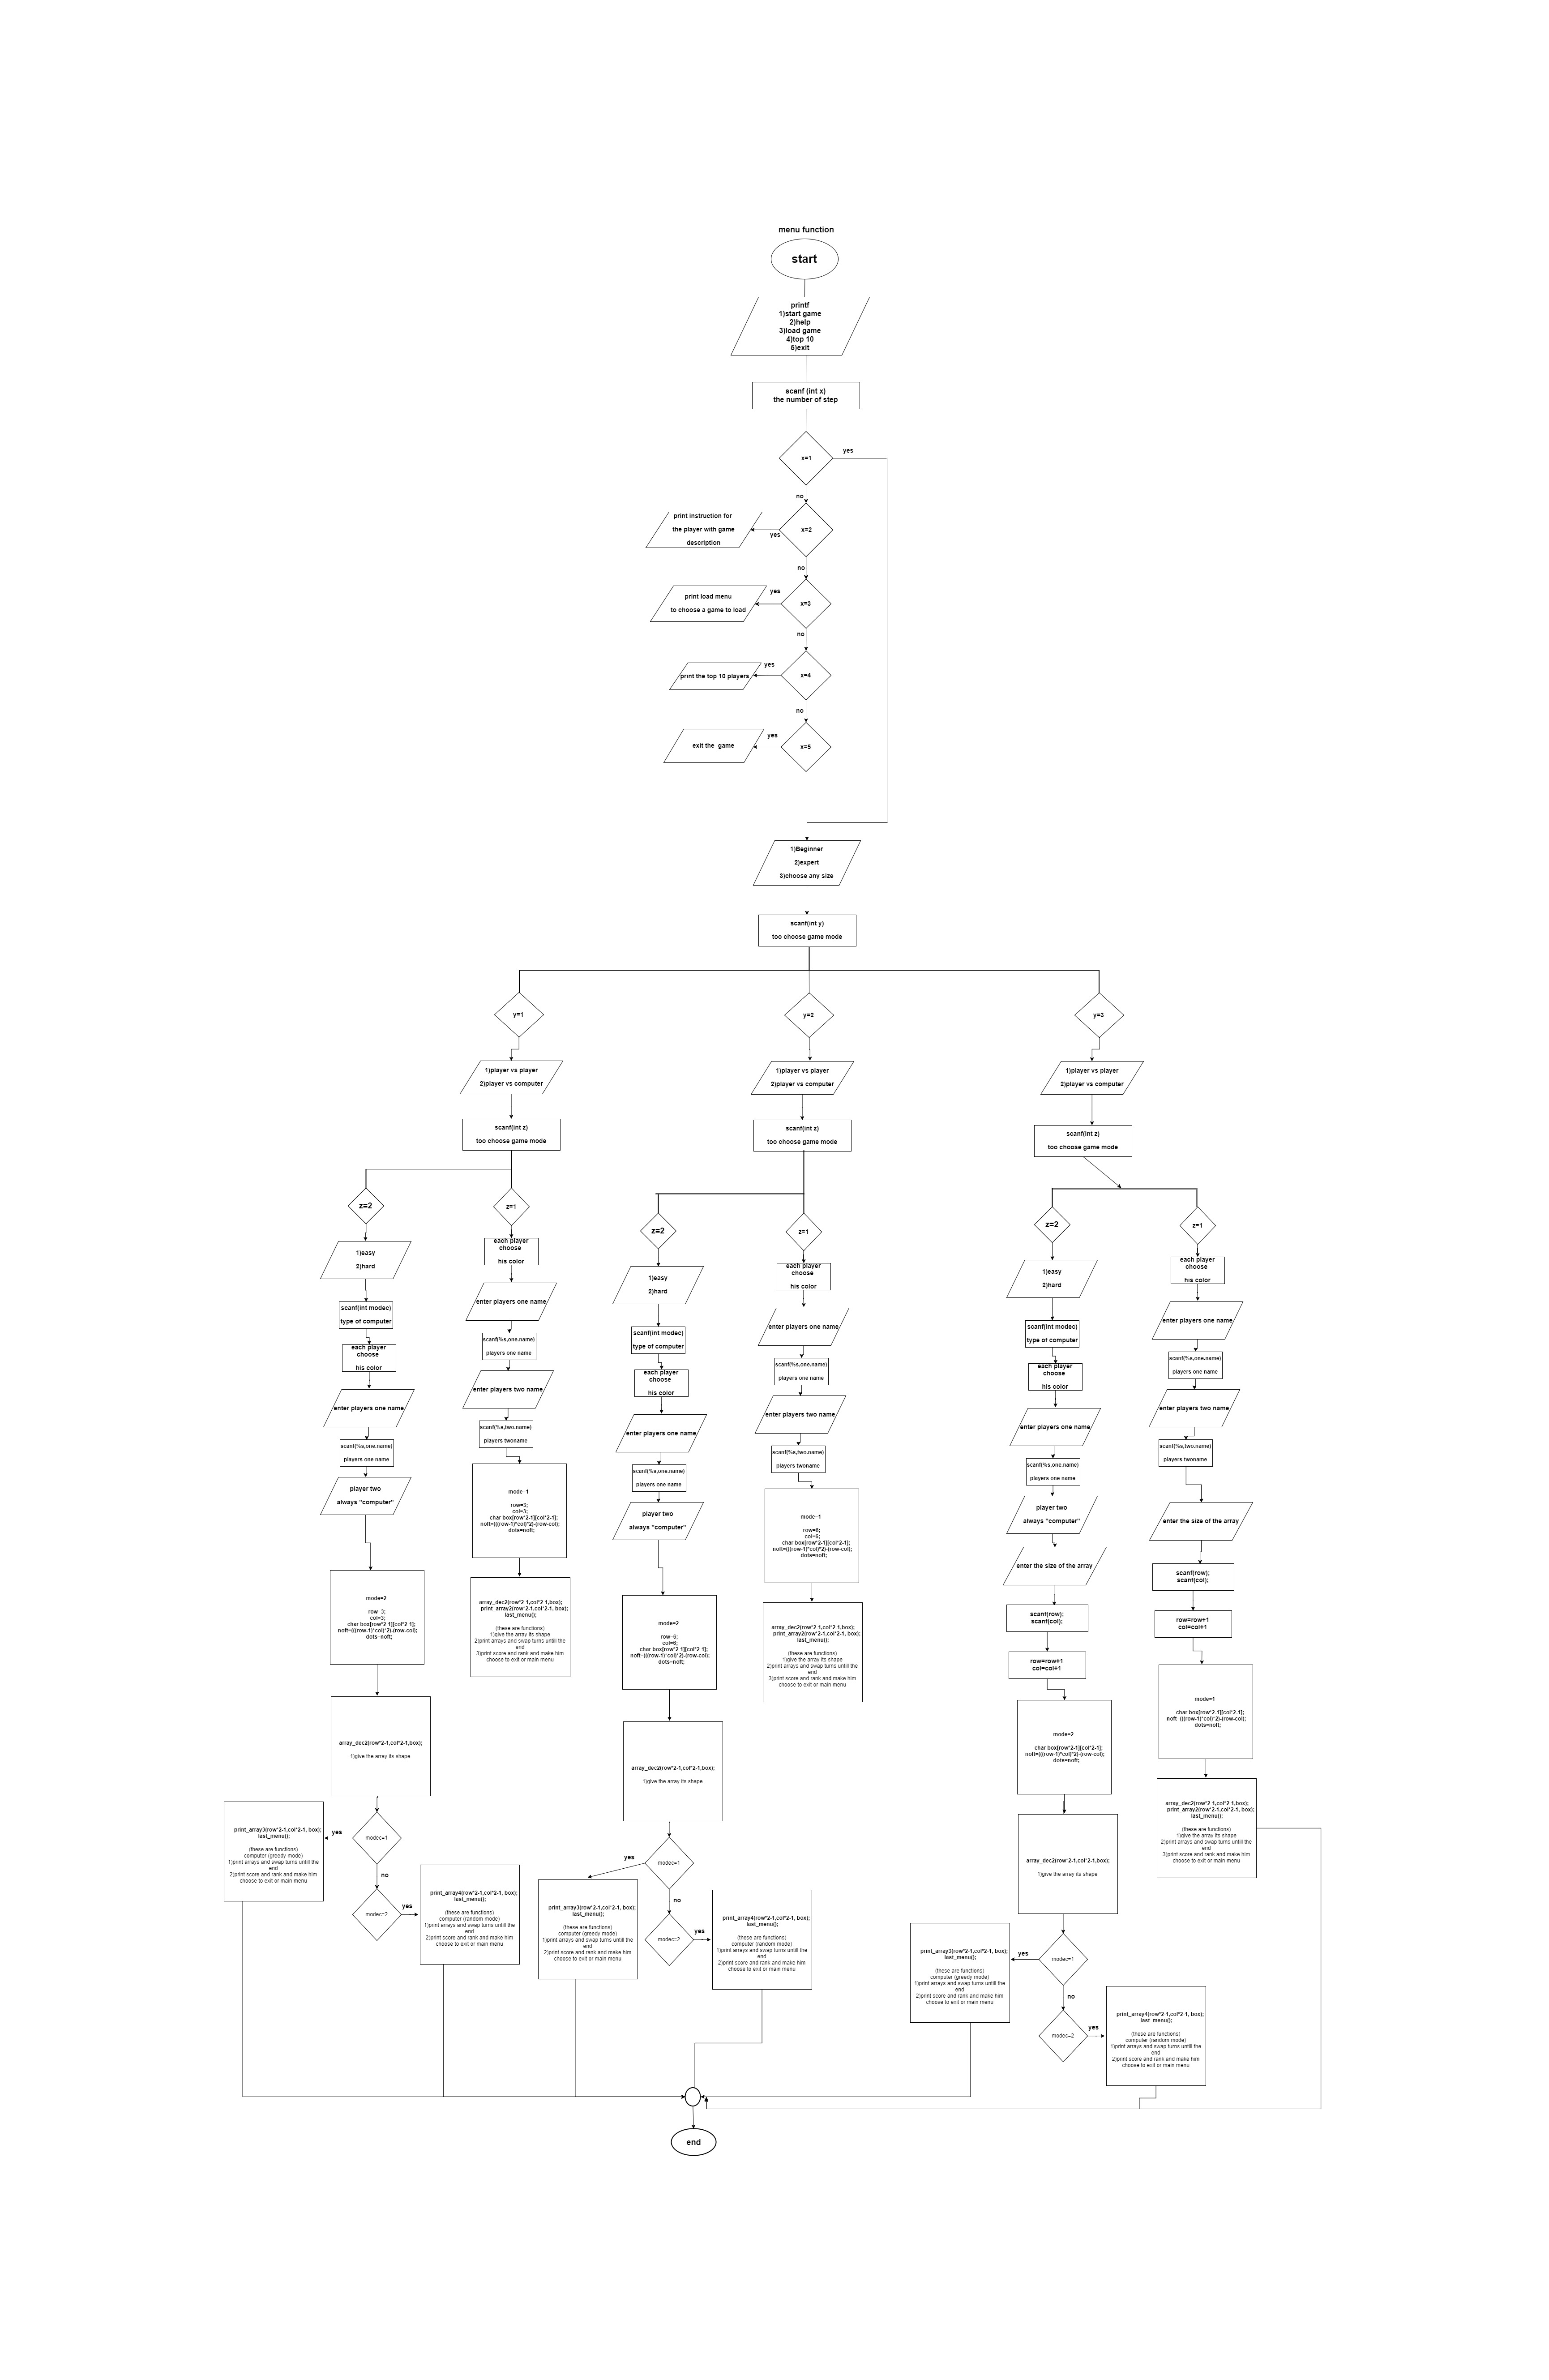 menu function
start
printf
1)start game
2)help
3)load game
4)top 10
5)exit
scanf (int x)
the number of step
x=1
yes
no
x=2
yes
print instruction for
the player with game
description
no
x=3
yes
print load menu
to choose a game to load
no
x=4
yes
print the top 10 players
no
x=5
yes
exit the  game
1)Beginner
2)expert
3)choose any size
scanf(int y)
too choose game mode
y=1
1)player vs player
2)player vs computer
scanf(int z)
too choose game mode
z=2
1)easy
2)hard
scanf(int modec)
type of computer
each player
choose
his color
enter players one name
scanf(%s,one.name)
players one name
player two
always "computer"
mode=2
row=3;
col=3;
char box[row*2-1][col*2-1];
noft=(((row-1)*col)*2)-(row-col);
dots=noft;
array_dec2(row*2-1,col*2-1,box);
1)give the array its shape
modec=1
yes
print_array3(row*2-1,col*2-1, box);
last_menu();
(these are functions)
computer (greedy mode)
1)print arrays and swap turns untill the
end
2)print score and rank and make him
choose to exit or main menu
no
modec=2
yes
print_array4(row*2-1,col*2-1, box);
last_menu();
(these are functions)
computer (random mode)
1)print arrays and swap turns untill the
end
2)print score and rank and make him
choose to exit or main menu
z=1
each player
choose
his color
enter players one name
scanf(%s,one.name)
players one name
enter players two name
scanf(%s,two.name)
players twoname
mode=1
row=3;
col=3;
char box[row*2-1][col*2-1];
noft=(((row-1)*col)*2)-(row-col);
dots=noft;
array_dec2(row*2-1,col*2-1,box);
print_array2(row*2-1,col*2-1, box);
last_menu();
(these are functions)
1)give the array its shape
2)print arrays and swap turns untill the
end
3)print score and rank and make him
choose to exit or main menu
y=2
1)player vs player
2)player vs computer
scanf(int z)
too choose game mode
z=2
1)easy
2)hard
scanf(int modec)
type of computer
each player
choose
his color
enter players one name
scanf(%s,one.name)
players one name
player two
always "computer"
mode=2
row=6;
col=6;
char box[row*2-1][col*2-1];
noft=(((row-1)*col)*2)-(row-col);
dots=noft;
array_dec2(row*2-1,col*2-1,box);
1)give the array its shape
modec=1
yes
print_array3(row*2-1,col*2-1, box);
last_menu();
(these are functions)
computer (greedy mode)
1)print arrays and swap turns untill the
end
2)print score and rank and make him
choose to exit or main menu
no
modec=2
yes
print_array4(row*2-1,col*2-1, box);
last_menu();
(these are functions)
computer (random mode)
1)print arrays and swap turns untill the
end
2)print score and rank and make him
choose to exit or main menu
z=1
each player
choose
his color
enter players one name
scanf(%s,one.name)
players one name
enter players two name
scanf(%s,two.name)
players twoname
mode=1
row=6;
col=6;
char box[row*2-1][col*2-1];
noft=(((row-1)*col)*2)-(row-col);
dots=noft;
array_dec2(row*2-1,col*2-1,box);
print_array2(row*2-1,col*2-1, box);
last_menu();
(these are functions)
1)give the array its shape
2)print arrays and swap turns untill the
end
3)print score and rank and make him
choose to exit or main menu
y=3
1)player vs player
2)player vs computer
scanf(int z)
too choose game mode
z=2
1)easy
2)hard
scanf(int modec)
type of computer
each player
choose
his color
enter players one name
scanf(%s,one.name)
players one name
player two
always "computer"
enter the size of the array
scanf(row);
scanf(col);
row=row+1
col=col+1
mode=2
char box[row*2-1][col*2-1];
noft=(((row-1)*col)*2)-(row-col);
dots=noft;
array_dec2(row*2-1,col*2-1,box);
1)give the array its shape
modec=1
yes
print_array3(row*2-1,col*2-1, box);
last_menu();
(these are functions)
computer (greedy mode)
1)print arrays and swap turns untill the
end
2)print score and rank and make him
choose to exit or main menu
no
modec=2
yes
print_array4(row*2-1,col*2-1, box);
last_menu();
(these are functions)
computer (random mode)
1)print arrays and swap turns untill the
end
2)print score and rank and make him
choose to exit or main menu
z=1
each player
choose
his color
enter players one name
scanf(%s,one.name)
players one name
enter players two name
scanf(%s,two.name)
players twoname
enter the size of the array
scanf(row);
scanf(col);
row=row+1
col=col+1
mode=1
char box[row*2-1][col*2-1];
noft=(((row-1)*col)*2)-(row-col);
dots=noft;
array_dec2(row*2-1,col*2-1,box);
print_array2(row*2-1,col*2-1, box);
last_menu();
(these are functions)
1)give the array its shape
2)print arrays and swap turns untill the
end
3)print score and rank and make him
choose to exit or main menu
end